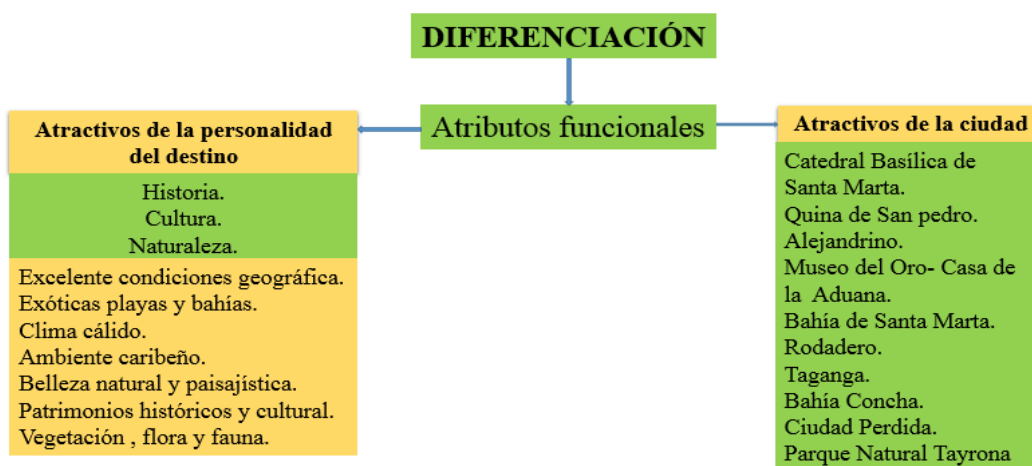 DIFERENCIACIÓN
Atributos funcionales
Atractivos de la personalidad
del destino
Historia.
Cultura.
Naturaleza.
Excelente condiciones geográfica.
Exóticas playas y bahías.
Clima cálido.
Ambiente caribeño.
Belleza natural y paisajística.
Patrimonios históricos y cultural.
Vegetación , flora y fauna.
Atractivos de la ciudad
Catedral Basílica de
Santa Marta.
Quina de San pedro.
Alejandrino.
Museo del Oro- Casa de
la Aduana.
Bahía de Santa Marta.
Rodadero.
Taganga.
Bahía Concha.
Ciudad Perdida.
Parque Natural Tayrona